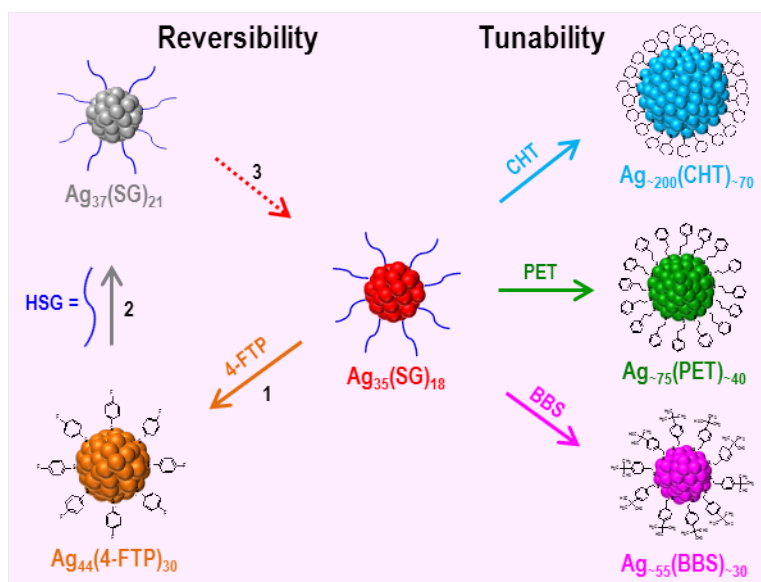 Reversibility
Tunability
Ag37(SG)21
3
CHT
Ag~200(CHT)~70
HSG =
2
PET
4-FTP
1
Ag35(SG)18
Ag~75(PET)~40
BBS
Ag44(4-FTP)30
Ag~55(BBS)~30